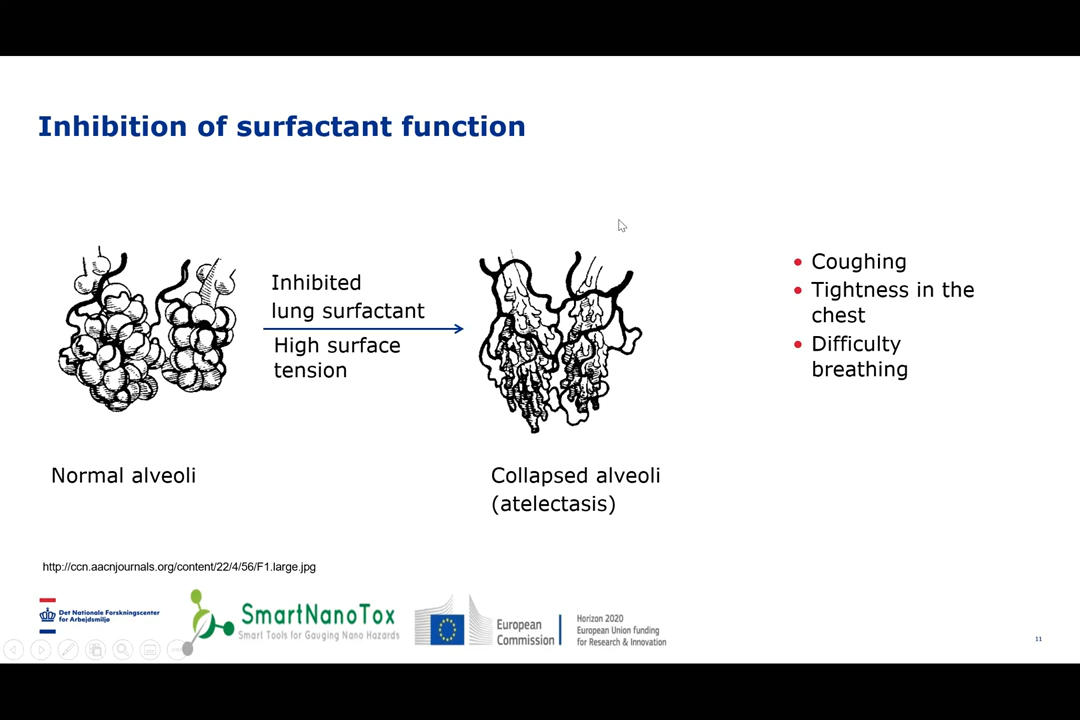 Inhibition of surfactant function
Inhibited
lung surfactant
High surface
tension
Normal alveoli
Collapsed alveoli
(atelectasis)
• Coughing
• Tightness in the
chest
• Difficulty
breathing
http://ccn.aacnjournals.org/content/22/4/56/F1.large.jpg
Det Nationale Forskningscenter
for Arbejdsmiljø
SmartNanoTox
Smart Tools for Gauging Nano Hazards
European
Commission
Horizon 2020
European Union funding
for Research & Innovation
11